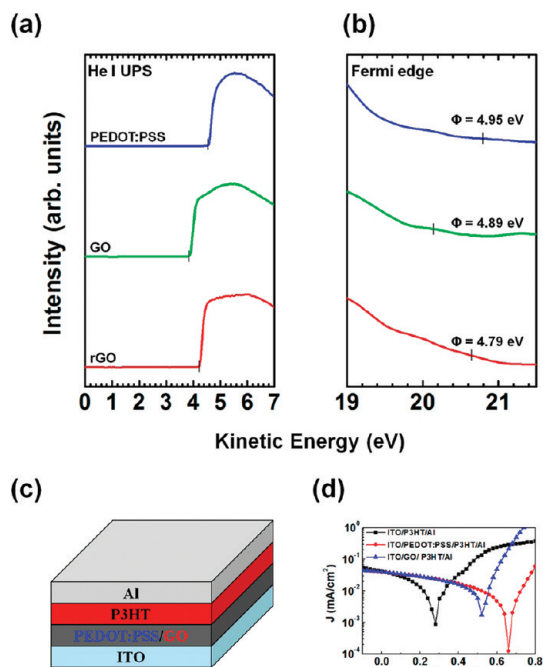 (a)
(b)
He I UPS
Fermi edge
PEDOT:PSS
Φ = 4.95 eV
GO
Φ = 4.89 eV
rGO
Φ = 4.79 eV
Intensity (arb. units)
0 1 2 3 4 5 6 7
19 20 21
Kinetic Energy (eV)
(c)
(d)
Al
P3HT
PEDOT:PSS/GO
ITO
ITO/P3HT/Al
ITO/PEDOT:PSS/P3HT/Al
ITO/GO/ P3HT/Al
J (mA/cm²)
10⁰
10⁻¹
10⁻²
10⁻³
10⁻⁴
0.0 0.2 0.4 0.6 0.8